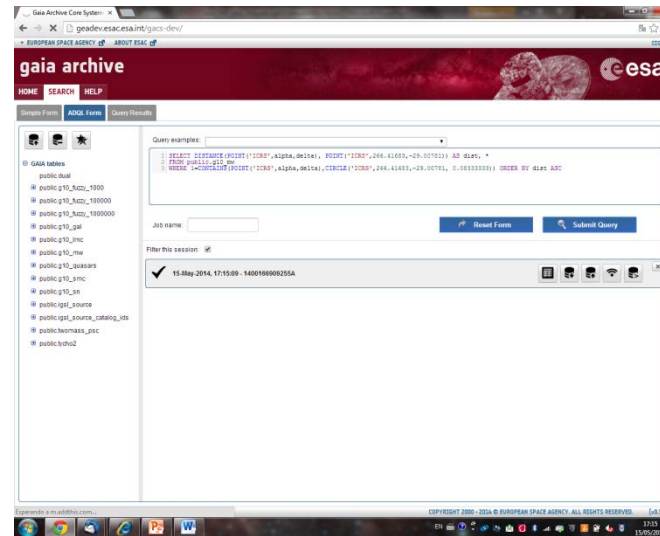 Gaia Archive Core System
geadev.esac.esa.int/gacs-dev/
EUROPEAN SPACE AGENCY
ABOUT ESAC
gaia archive
esa
HOME
SEARCH
HELP
Simple Form
ADQL Form
Query Results
GAIA tables
public.dual
public.g10_fuzzy_1000
public.g10_fuzzy_100000
public.g10_fuzzy_1000000
public.g10_gal
public.g10_lmc
public.g10_mw
public.g10_quasars
public.g10_smc
public.g10_sn
public.igsl_source
public.igsl_source_catalog_ids
public.twomass_psc
public.tycho2
Query examples:
1 SELECT DISTANCE(POINT('ICRS',alpha,delta), POINT('ICRS',266.41683,-29.00781)) AS dist, *
2 FROM public.g10_mw
3 WHERE 1=CONTAINS(POINT('ICRS',alpha,delta),CIRCLE('ICRS',266.41683,-29.00781, 0.08333333)) ORDER BY dist ASC
Job name:
Reset Form
Submit Query
Filter this session:
15-May-2014, 17:15:09 - 1400166909255A
Esperando a m.addthis.com...
COPYRIGHT 2000 - 2014 © EUROPEAN SPACE AGENCY. ALL RIGHTS RESERVED.
EN
17:15
15/05/20